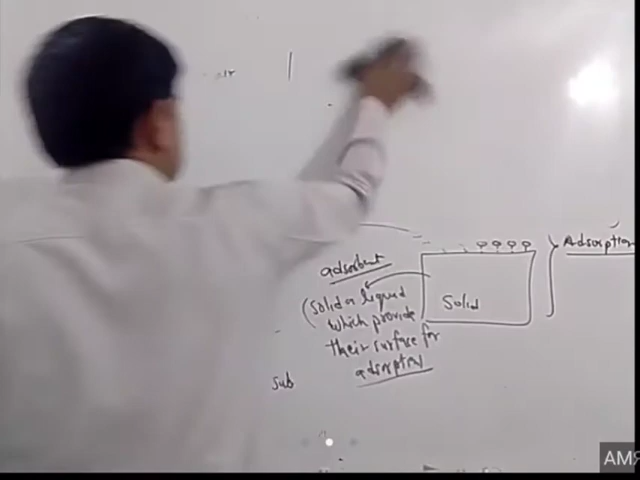 Adsorption
adsorbent
(Solid or liquid
which provide
their surface for
adsorption
Solid
sub